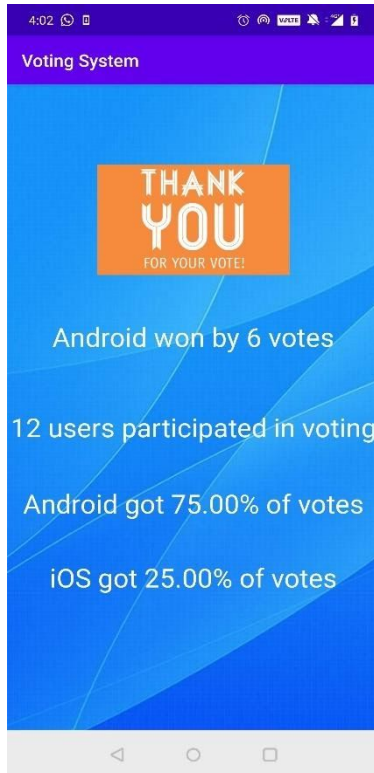 4:02
VoLTE
Voting System
THANK
YOU
FOR YOUR VOTE!
Android won by 6 votes
12 users participated in voting
Android got 75.00% of votes
iOS got 25.00% of votes